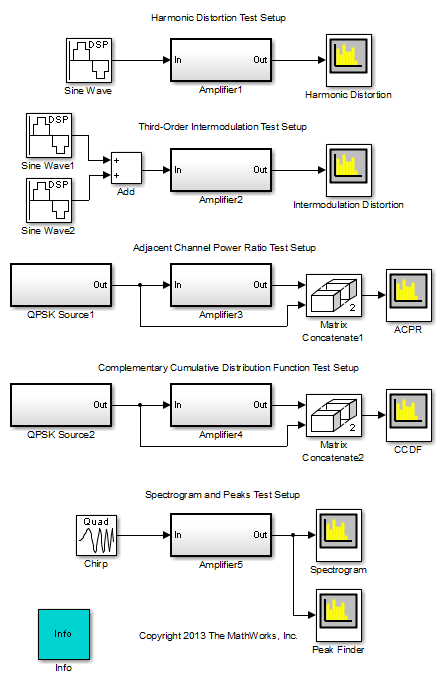 Harmonic Distortion Test Setup
DSP
In
Out
Sine Wave
Amplifier1
Harmonic Distortion
Third-Order Intermodulation Test Setup
DSP
Sine Wave1
+
+
Add
In
Out
Amplifier2
Intermodulation Distortion
DSP
Sine Wave2
Adjacent Channel Power Ratio Test Setup
Out
QPSK Source1
In
Out
Amplifier3
2
Matrix
Concatenate1
ACPR
Complementary Cumulative Distribution Function Test Setup
Out
QPSK Source2
In
Out
Amplifier4
2
Matrix
Concatenate2
CCDF
Spectrogram and Peaks Test Setup
Quad
Chirp
In
Out
Amplifier5
Spectrogram
Peak Finder
Info
Info
Copyright 2013 The MathWorks, Inc.